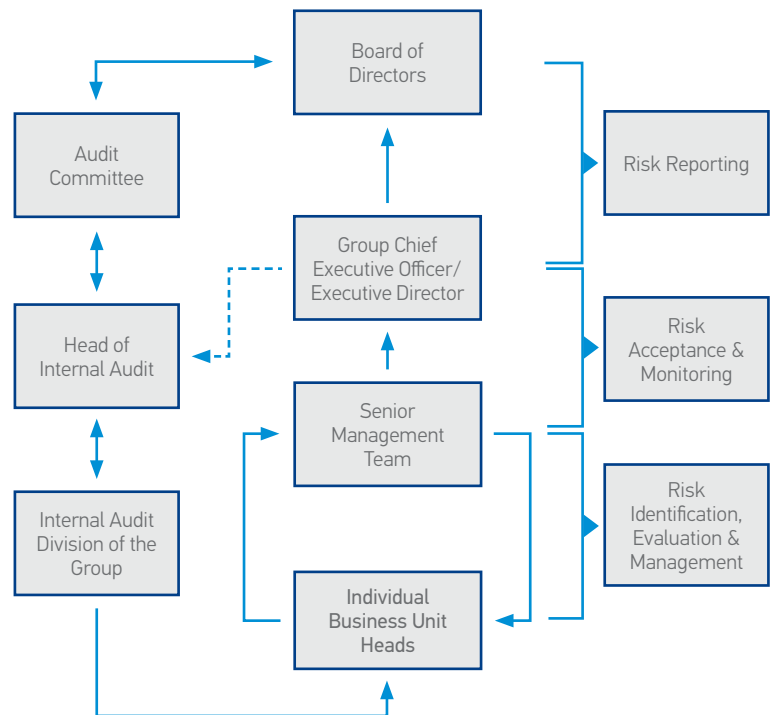 Board of
Directors
Audit
Committee
Risk Reporting
Group Chief
Executive Officer/
Executive Director
Head of
Internal Audit
Risk
Acceptance &
Monitoring
Senior
Management
Team
Internal Audit
Division of the
Group
Risk
Identification,
Evaluation &
Management
Individual
Business Unit
Heads